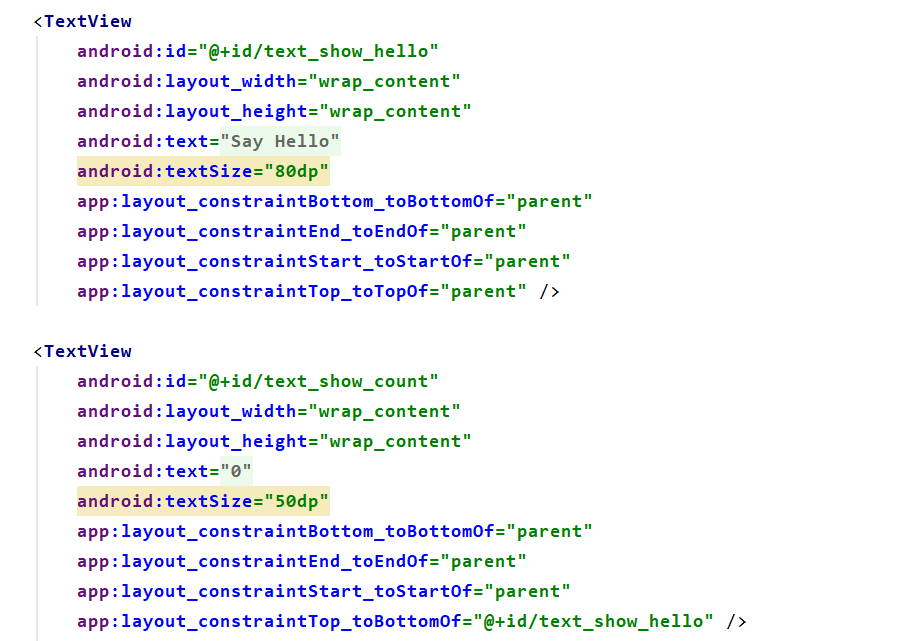 <TextView
android:id="@+id/text_show_hello"
android:layout_width="wrap_content"
android:layout_height="wrap_content"
android:text="Say Hello"
android:textSize="80dp"
app:layout_constraintBottom_toBottomOf="parent"
app:layout_constraintEnd_toEndOf="parent"
app:layout_constraintStart_toStartOf="parent"
app:layout_constraintTop_toTopOf="parent" />
<TextView
android:id="@+id/text_show_count"
android:layout_width="wrap_content"
android:layout_height="wrap_content"
android:text="0"
android:textSize="50dp"
app:layout_constraintBottom_toBottomOf="parent"
app:layout_constraintEnd_toEndOf="parent"
app:layout_constraintStart_toStartOf="parent"
app:layout_constraintTop_toBottomOf="@+id/text_show_hello" />